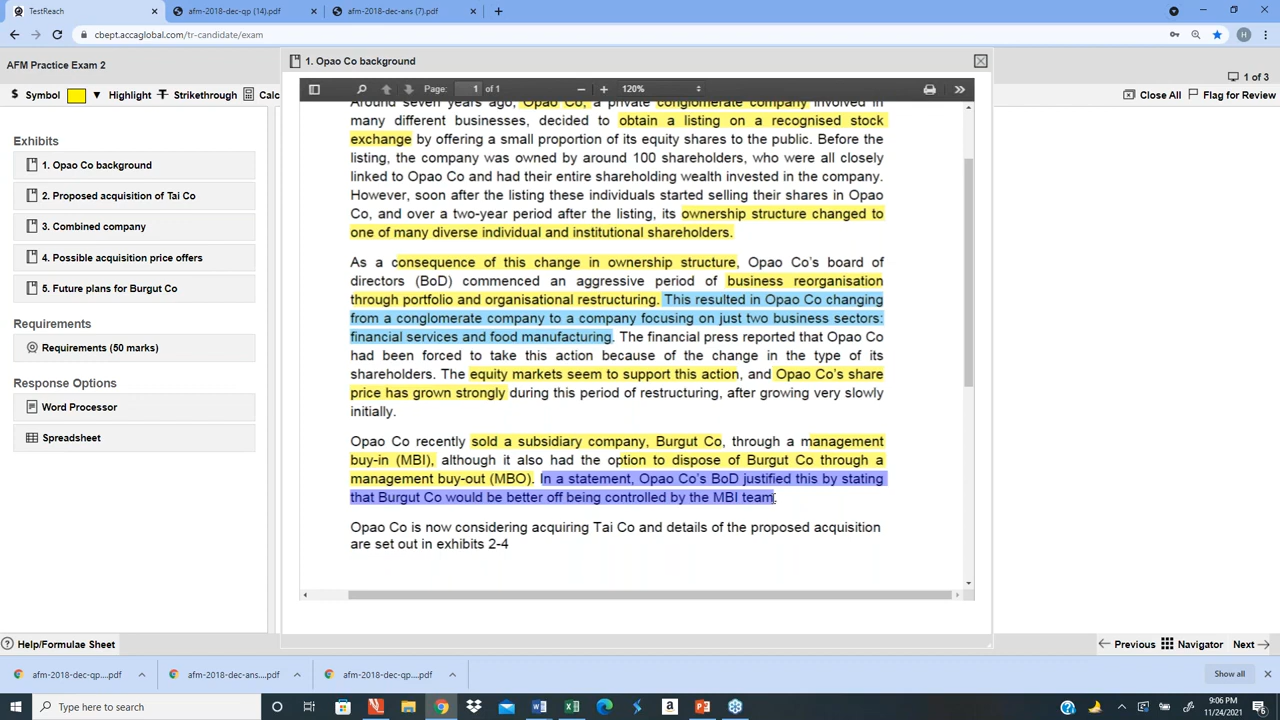 TestReach
afm-2018-dec-qp (14).pdf
afm-2018-dec-ans (7).pdf
cbept.accaglobal.com/tr-candidate/exam
H
AFM Practice Exam 2
1. Opao Co background
1 of 3
Symbol
Highlight
Strikethrough
Calc
Page: 1 of 1
120%
Close All
Flag for Review
Exhibits
1. Opao Co background
2. Proposed acquisition of Tai Co
3. Combined company
4. Possible acquisition price offers
5. Future plans for Burgut Co
Requirements
Requirements (50 marks)
Response Options
Word Processor
Spreadsheet
Around seven years ago, Opao Co, a private conglomerate company involved in
many different businesses, decided to obtain a listing on a recognised stock
exchange by offering a small proportion of its equity shares to the public. Before the
listing, the company was owned by around 100 shareholders, who were all closely
linked to Opao Co and had their entire shareholding wealth invested in the company.
However, soon after the listing these individuals started selling their shares in Opao
Co, and over a two-year period after the listing, its ownership structure changed to
one of many diverse individual and institutional shareholders.
As a consequence of this change in ownership structure, Opao Co's board of
directors (BoD) commenced an aggressive period of business reorganisation
through portfolio and organisational restructuring. This resulted in Opao Co changing
from a conglomerate company to a company focusing on just two business sectors:
financial services and food manufacturing. The financial press reported that Opao Co
had been forced to take this action because of the change in the type of its
shareholders. The equity markets seem to support this action, and Opao Co's share
price has grown strongly during this period of restructuring, after growing very slowly
initially.
Opao Co recently sold a subsidiary company, Burgut Co, through a management
buy-in (MBI), although it also had the option to dispose of Burgut Co through a
management buy-out (MBO). In a statement, Opao Co's BoD justified this by stating
that Burgut Co would be better off being controlled by the MBI team.
Opao Co is now considering acquiring Tai Co and details of the proposed acquisition
are set out in exhibits 2-4
Help/Formulae Sheet
Previous
Navigator
Next
afm-2018-dec-qp....pdf
afm-2018-dec-ans....pdf
afm-2018-dec-qp....pdf
Show all
Type here to search
9:06 PM
11/24/2021